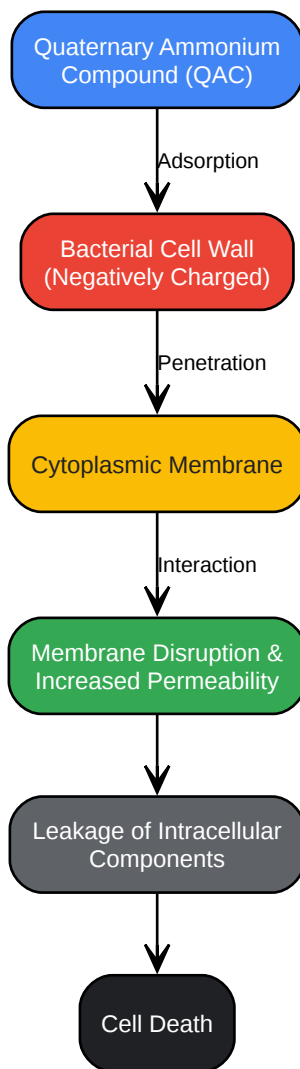 Quaternary Ammonium
Compound (QAC)
Adsorption
Bacterial Cell Wall
(Negatively Charged)
Penetration
Cytoplasmic Membrane
Interaction
Membrane Disruption &
Increased Permeability
Leakage of Intracellular
Components
Cell Death